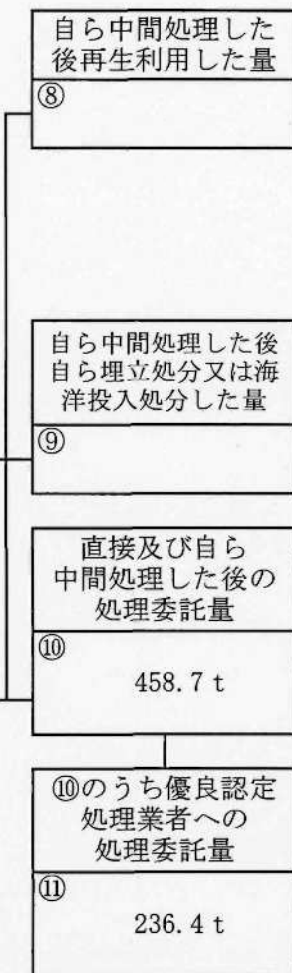 自ら中間処理した
後再生利用した量
⑧
自ら中間処理した後
自ら埋立処分又は海
洋投入処分した量
⑨
直接及び自ら
中間処理した後の
処理委託量
⑩
458.7 t
⑩のうち優良認定
処理業者への
処理委託量
⑪
236.4 t